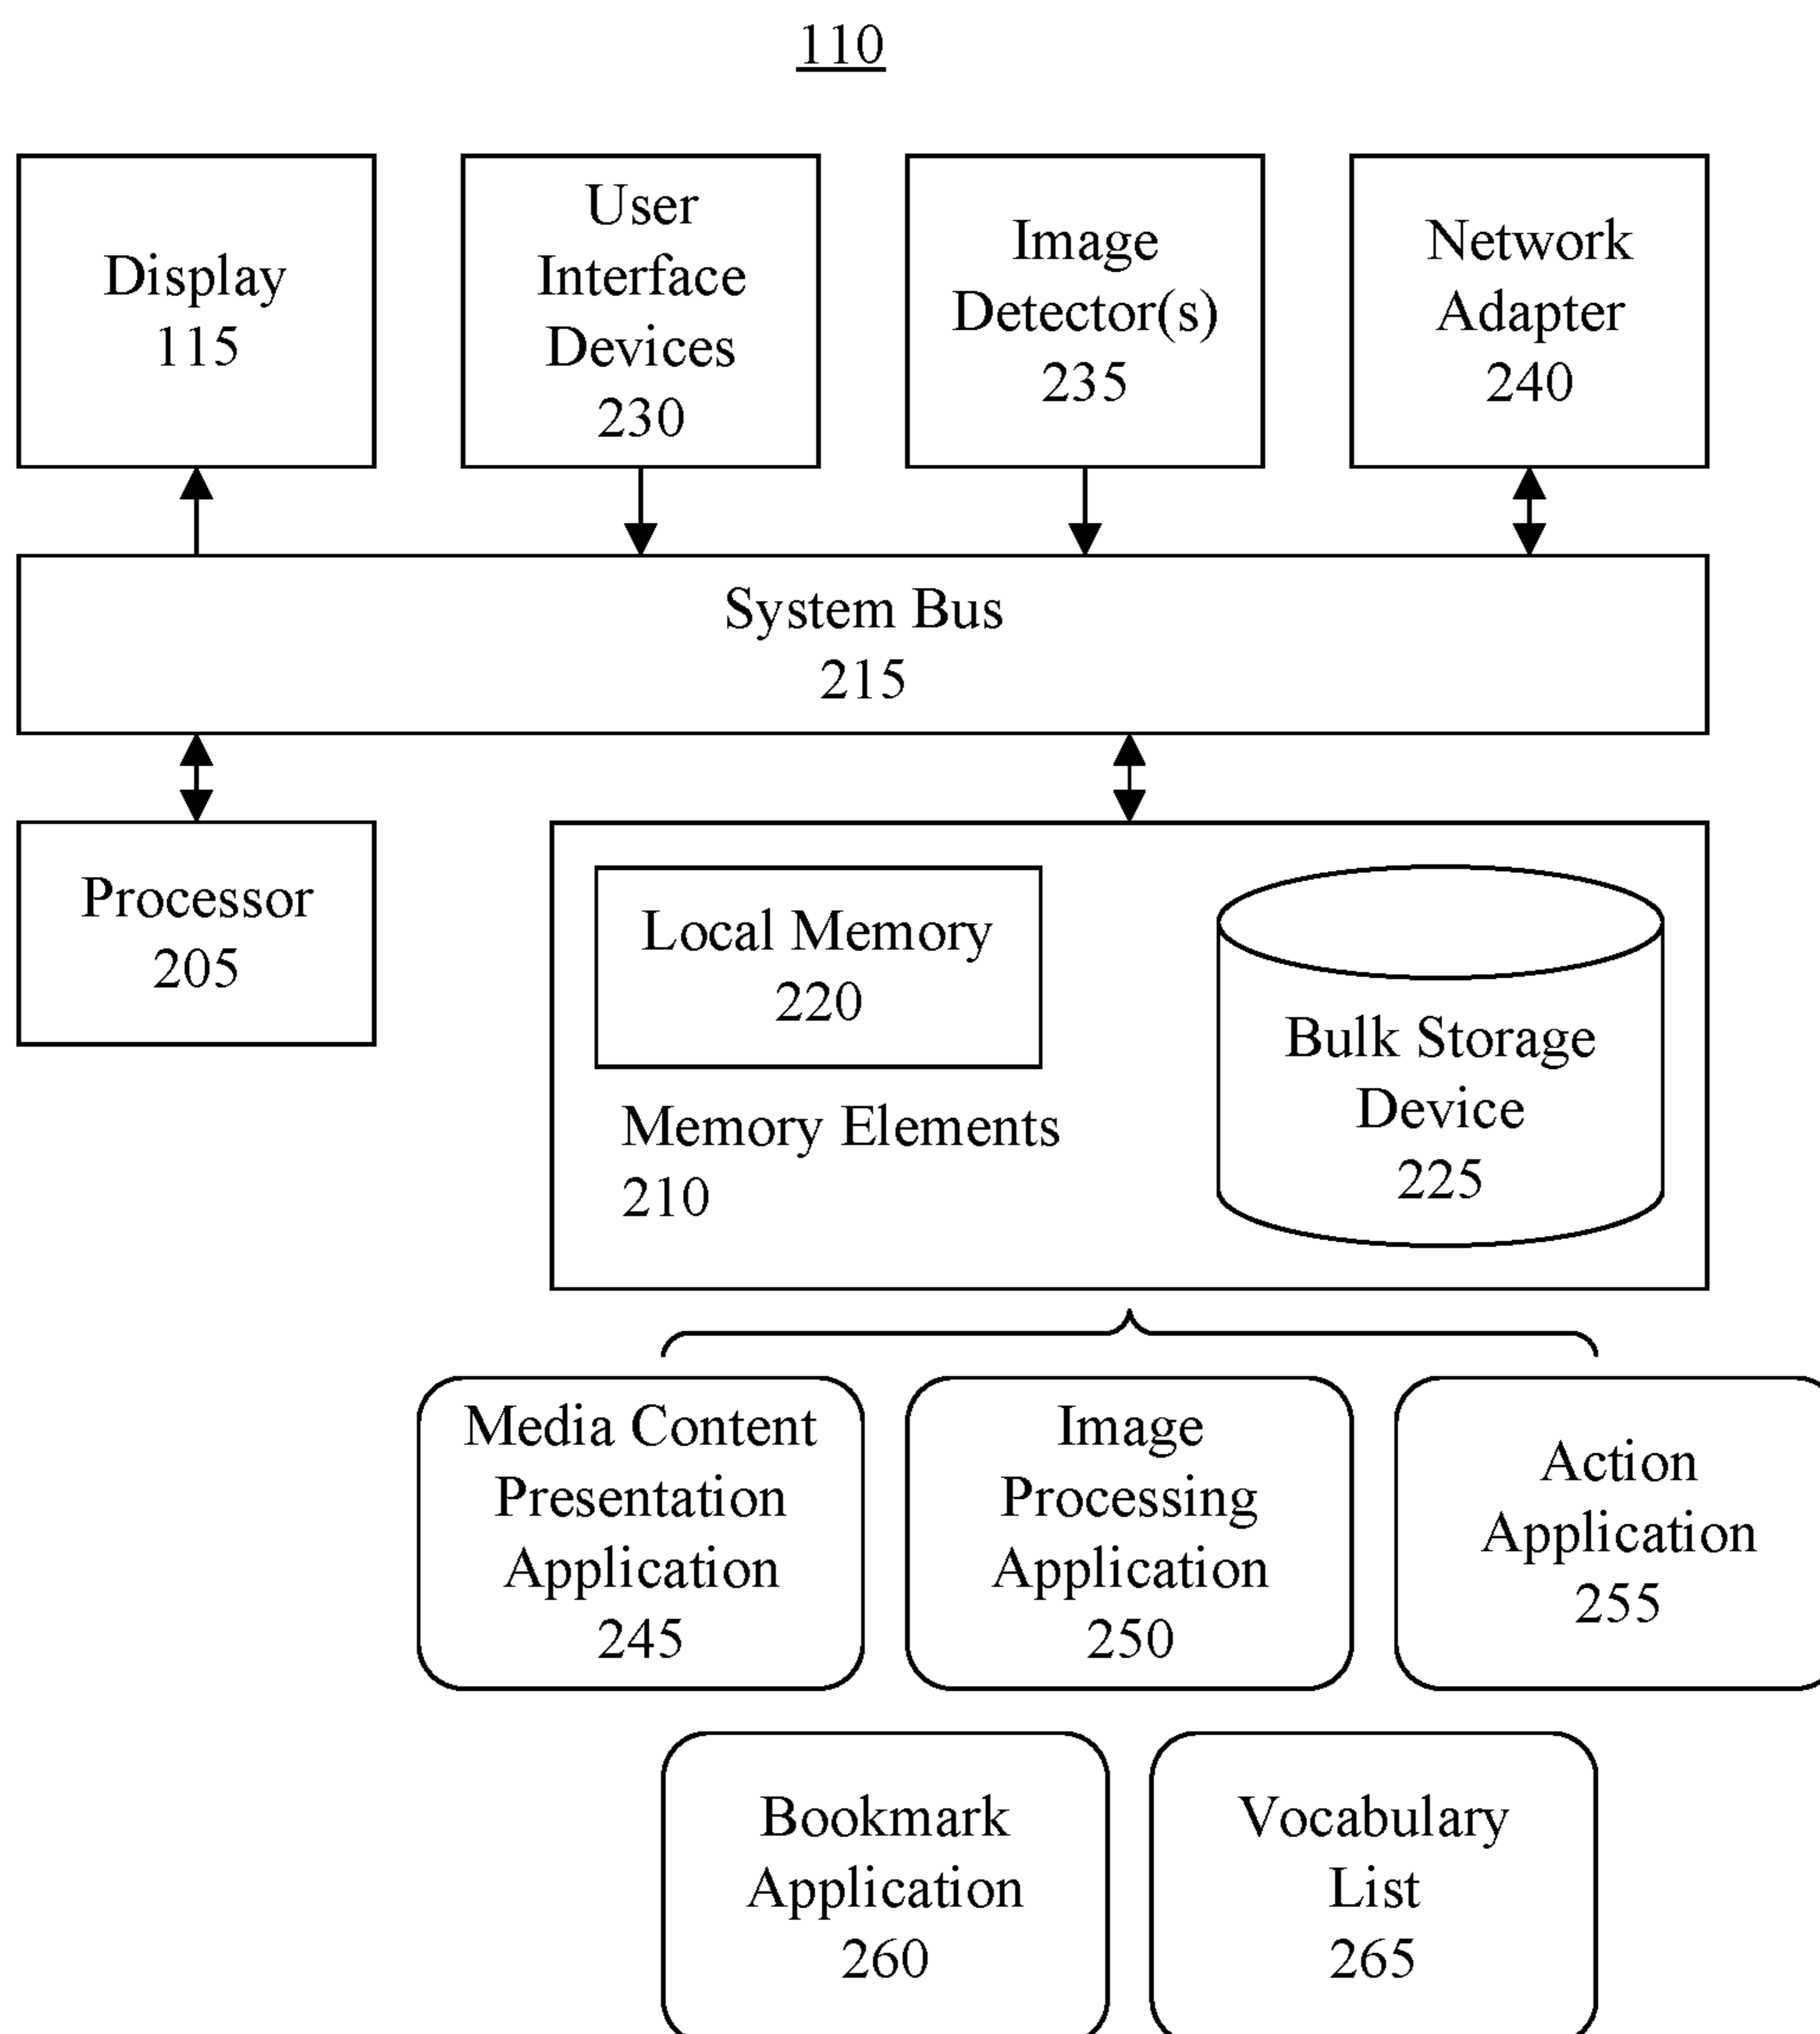 110
Display
115
User
Interface
Devices
230
Image
Detector(s)
235
Network
Adapter
240
System Bus
215
Processor
205
Local Memory
220
Memory Elements
210
Bulk Storage
Device
225
Media Content
Presentation
Application
245
Image
Processing
Application
250
Action
Application
255
Bookmark
Application
260
Vocabulary
List
265